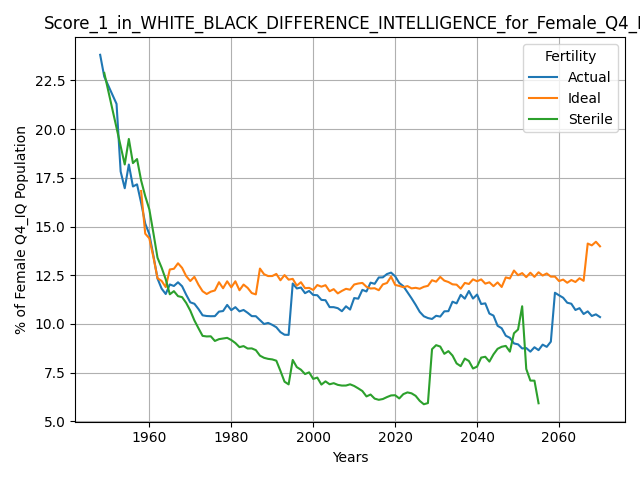 Score_1_in_WHITE_BLACK_DIFFERENCE_INTELLIGENCE_for_Female_Q4_I
Fertility
Actual
Ideal
Sterile
% of Female Q4_IQ Population
22.5
20.0
17.5
15.0
12.5
10.0
7.5
5.0
1960 1980 2000 2020 2040 2060
Years